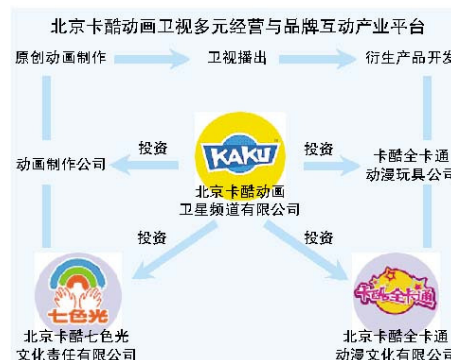 北京卡酷动画卫视多元经营与品牌互动产业平台
原创动画制作
卫视播出
衍生产品开发
动画制作公司
投资
KAKU
投资
卡酷全卡通
动漫玩具公司
北京卡酷动画
卫星频道有限公司
投资
投资
七色光
卡酷全卡通
北京卡酷七色光
文化责任有限公司
北京卡酷全卡通
动漫文化有限公司